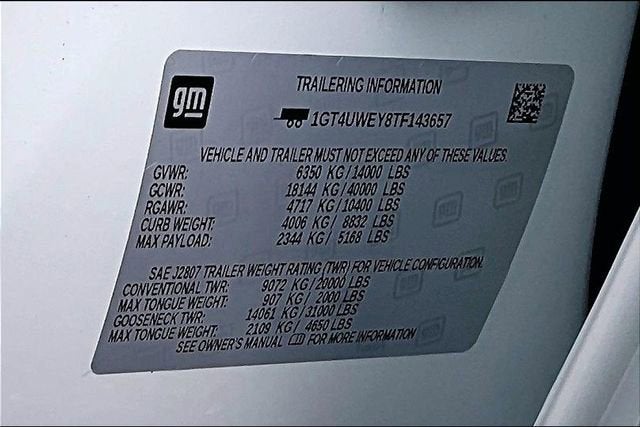 gm
TRAILERING INFORMATION
1GT4UWEY8TF143657
VEHICLE AND TRAILER MUST NOT EXCEED ANY OF THESE VALUES.
GVWR: 6350 KG/14000 LBS
GCWR: 18144 KG/40000 LBS
RGAWR: 4717 KG/10400 LBS
CURB WEIGHT: 4006 KG/ 8832 LBS
MAX PAYLOAD: 2344 KG/ 5168 LBS
SAE J2807 TRAILER WEIGHT RATING (TWR) FOR VEHICLE CONFIGURATION.
CONVENTIONAL TWR: 9072 KG/20000 LBS
MAX TONGUE WEIGHT: 907 KG/ 2000 LBS
GOOSENECK TWR: 14061 KG/31000 LBS
MAX TONGUE WEIGHT: 2109 KG/ 4650 LBS
SEE OWNER'S MANUAL FOR MORE INFORMATION